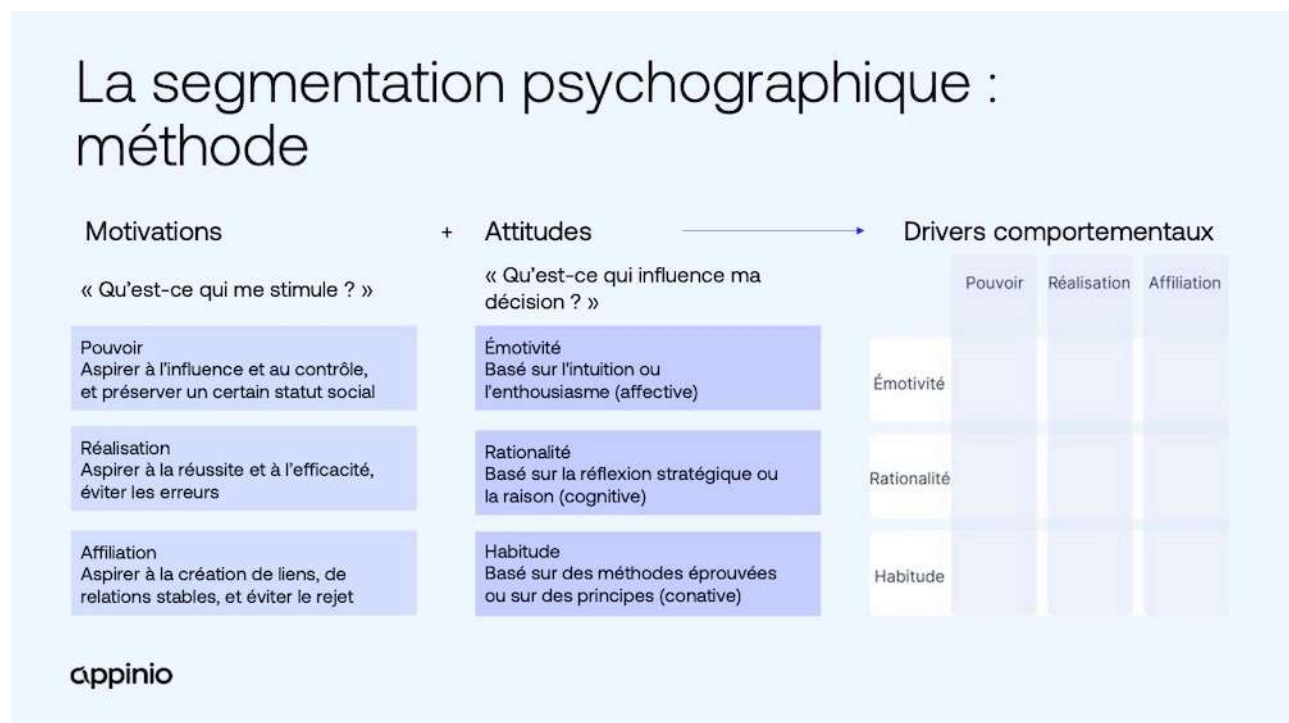 La segmentation psychographique :
méthode
Motivations
+
Attitudes
Drivers comportementaux
« Qu'est-ce qui me stimule ? »
« Qu'est-ce qui influence ma
décision ? »
Pouvoir
Aspirer à l'influence et au contrôle,
et préserver un certain statut social
Réalisation
Aspirer à la réussite et à l'efficacité,
éviter les erreurs
Affiliation
Aspirer à la création de liens, de
relations stables, et éviter le rejet
Émotivité
Basé sur l'intuition ou
l'enthousiasme (affective)
Rationalité
Basé sur la réflexion stratégique ou
la raison (cognitive)
Habitude
Basé sur des méthodes éprouvées
ou sur des principes (conative)
Pouvoir Réalisation Affiliation
Émotivité
Rationalité
Habitude
appinio